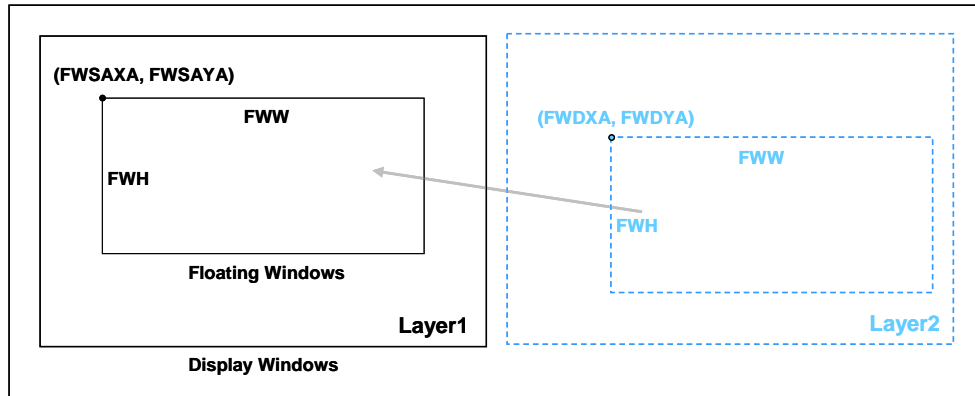 (FWSAXA, FWSAYA)
FWW
FWH
Floating Windows
Layer1
Display Windows
(FWDXA, FWDYA)
FWW
FWH
Layer2